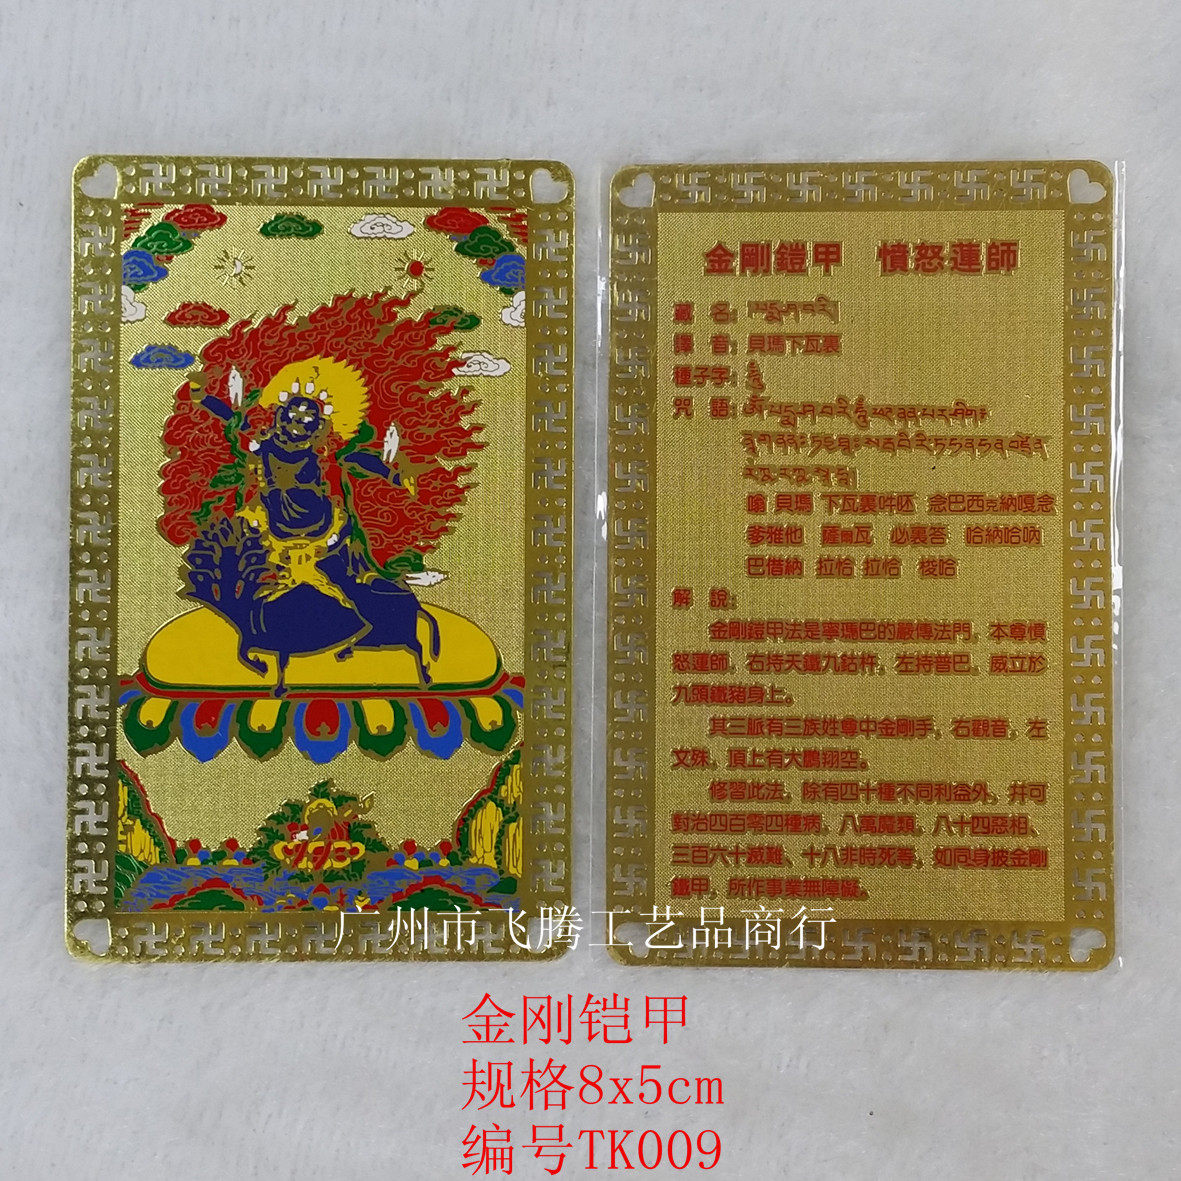 金剛鎧甲 憤怒蓮師
藏 名:
譯 音: 貝瑪下瓦裏
種子字:
咒 語:
嗡 貝瑪 下瓦裏吽呸 念巴西克納嘎念
爹雅他 薩爾瓦 必裏答 哈納哈吶
巴借納 拉恰 拉恰 梭哈
解 說:
金剛鎧甲法是寧瑪巴的嚴傳法門, 本尊憤
怒蓮師, 右持天鐵九鈷杵, 左持普巴, 威立於
九頭鐵豬身上。
其三脈有三族姓尊中金剛手, 右觀音, 左
文殊, 頂上有大鵬翔空。
修習此法, 除有四十種不同利益外, 幷可
對治四百零四種病, 八萬魔類, 八十四惡相,
三百六十滅難、十八非時死等, 如同身披金剛
鐵甲, 所作事業無障礙。
广州市飞腾工艺品商行
金刚铠甲
规格8x5cm
编号TK009